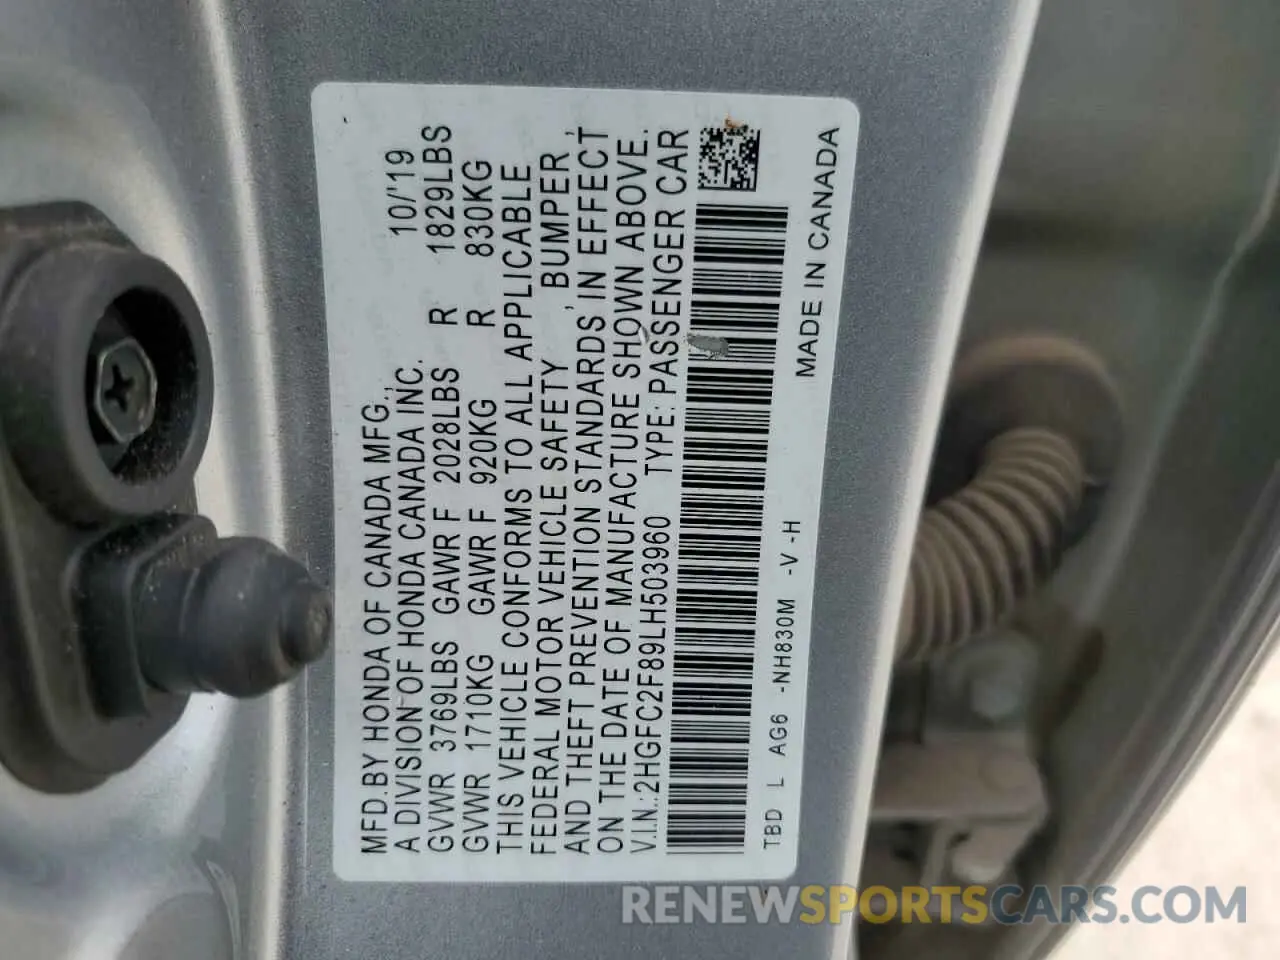 MFD.BY HONDA OF CANADA MFG.,
A DIVISION OF HONDA CANADA INC. 10/'19
GVWR 3769LBS GAWR F 2028LBS R 1829LBS
GVWR 1710KG GAWR F 920KG R 830KG
THIS VEHICLE CONFORMS TO ALL APPLICABLE
FEDERAL MOTOR VEHICLE SAFETY , BUMPER ,
AND THEFT PREVENTION STANDARDS IN EFFECT
ON THE DATE OF MANUFACTURE SHOWN ABOVE.
V.I.N.:2HGFC2F89LH503960 TYPE: PASSENGER CAR
TBD L AG6 -NH830M -V -H MADE IN CANADA
RENEWSPORTSCARS.COM